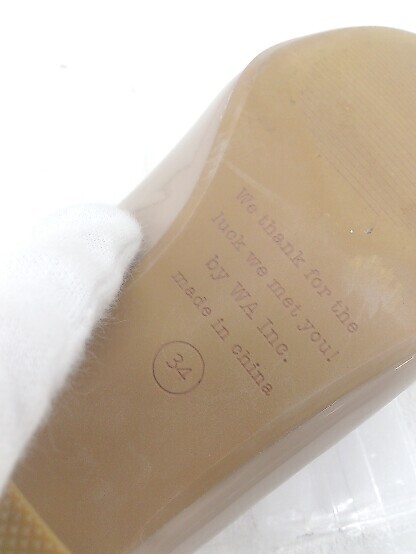 We thank for the
luck we met you!
by WA Inc.
made in china
34